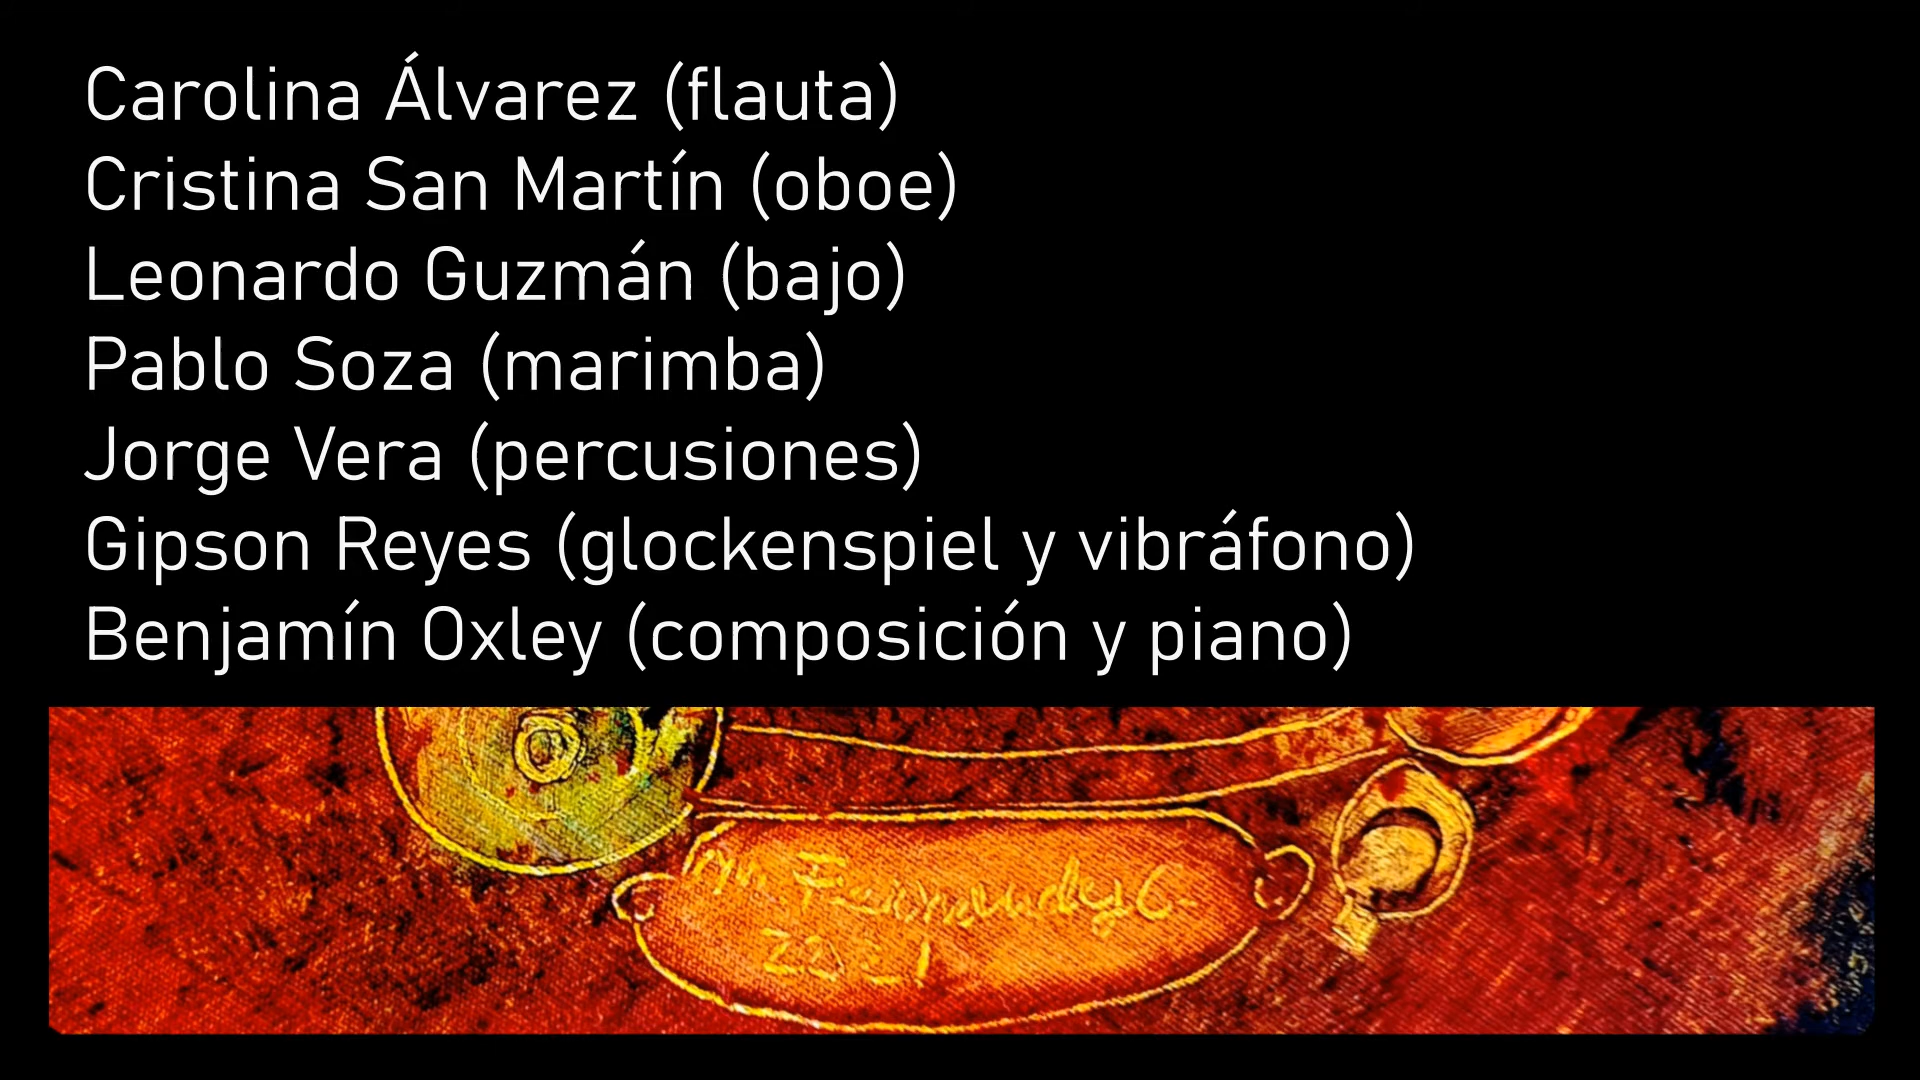 Carolina Álvarez (flauta)
Cristina San Martín (oboe)
Leonardo Guzmán (bajo)
Pablo Soza (marimba)
Jorge Vera (percusiones)
Gipson Reyes (glockenspiel y vibráfono)
Benjamín Oxley (composición y piano)
2021